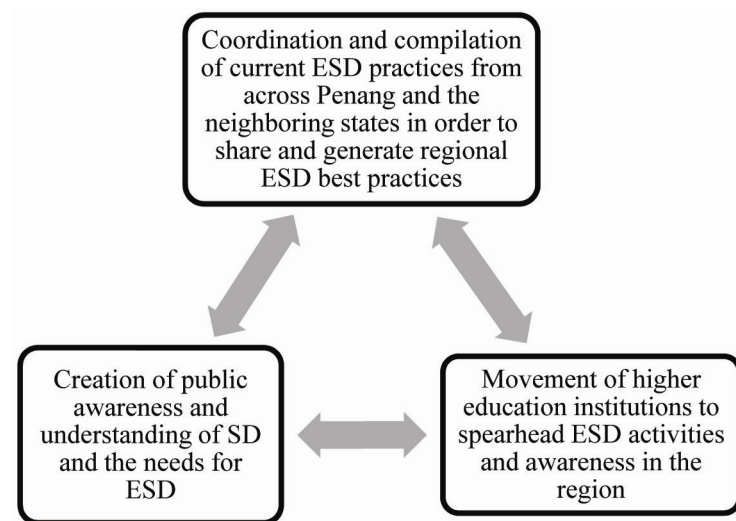 Coordination and compilation
of current ESD practices from
across Penang and the
neighboring states in order to
share and generate regional
ESD best practices
Creation of public
awareness and
understanding of SD
and the needs for
ESD
Movement of higher
education institutions to
spearhead ESD activities
and awareness in the
region